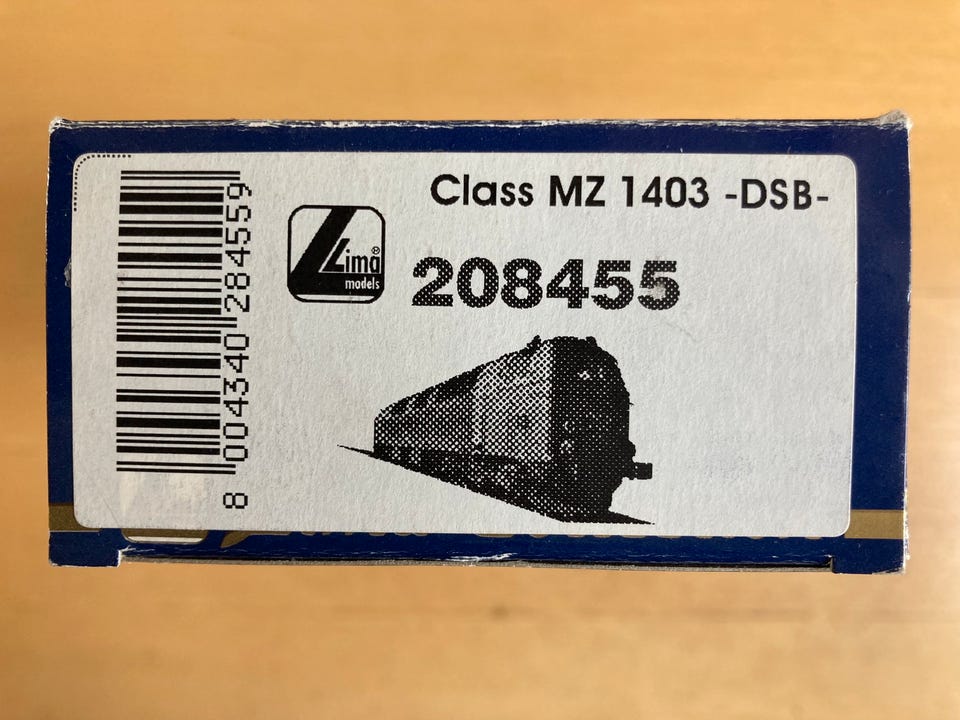 Class MZ 1403 -DSB-
Lima®
models
208455
8 004340 284559